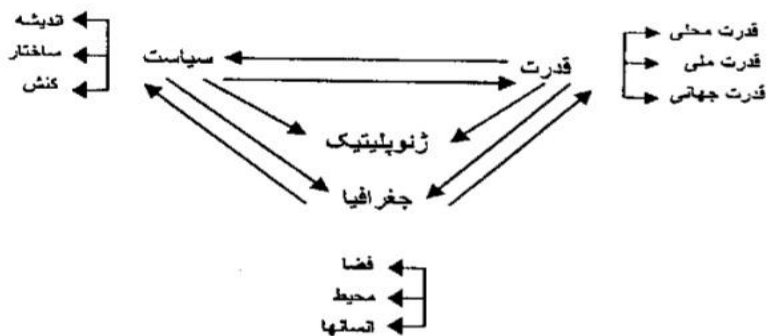 قدرت محلی
قدرت ملی
قدرت جهانی
قدرت
سیاست
اندیشه
ساختار
کنش
ژئوپلیتیک
جغرافیا
فضا
محیط
انسانها